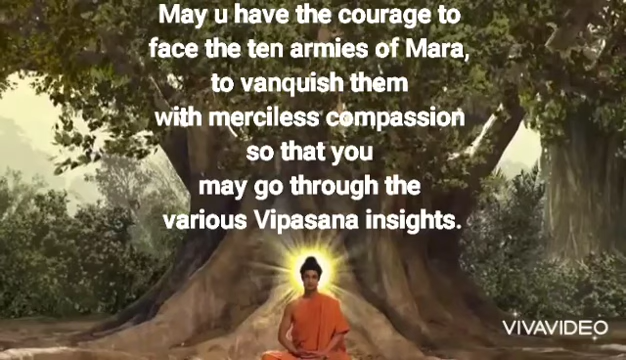 May u have the courage to
face the ten armies of Mara,
to vanquish them
with merciless compassion
so that you
may go through the
various Vipasana insights.
VIVAVIDEO